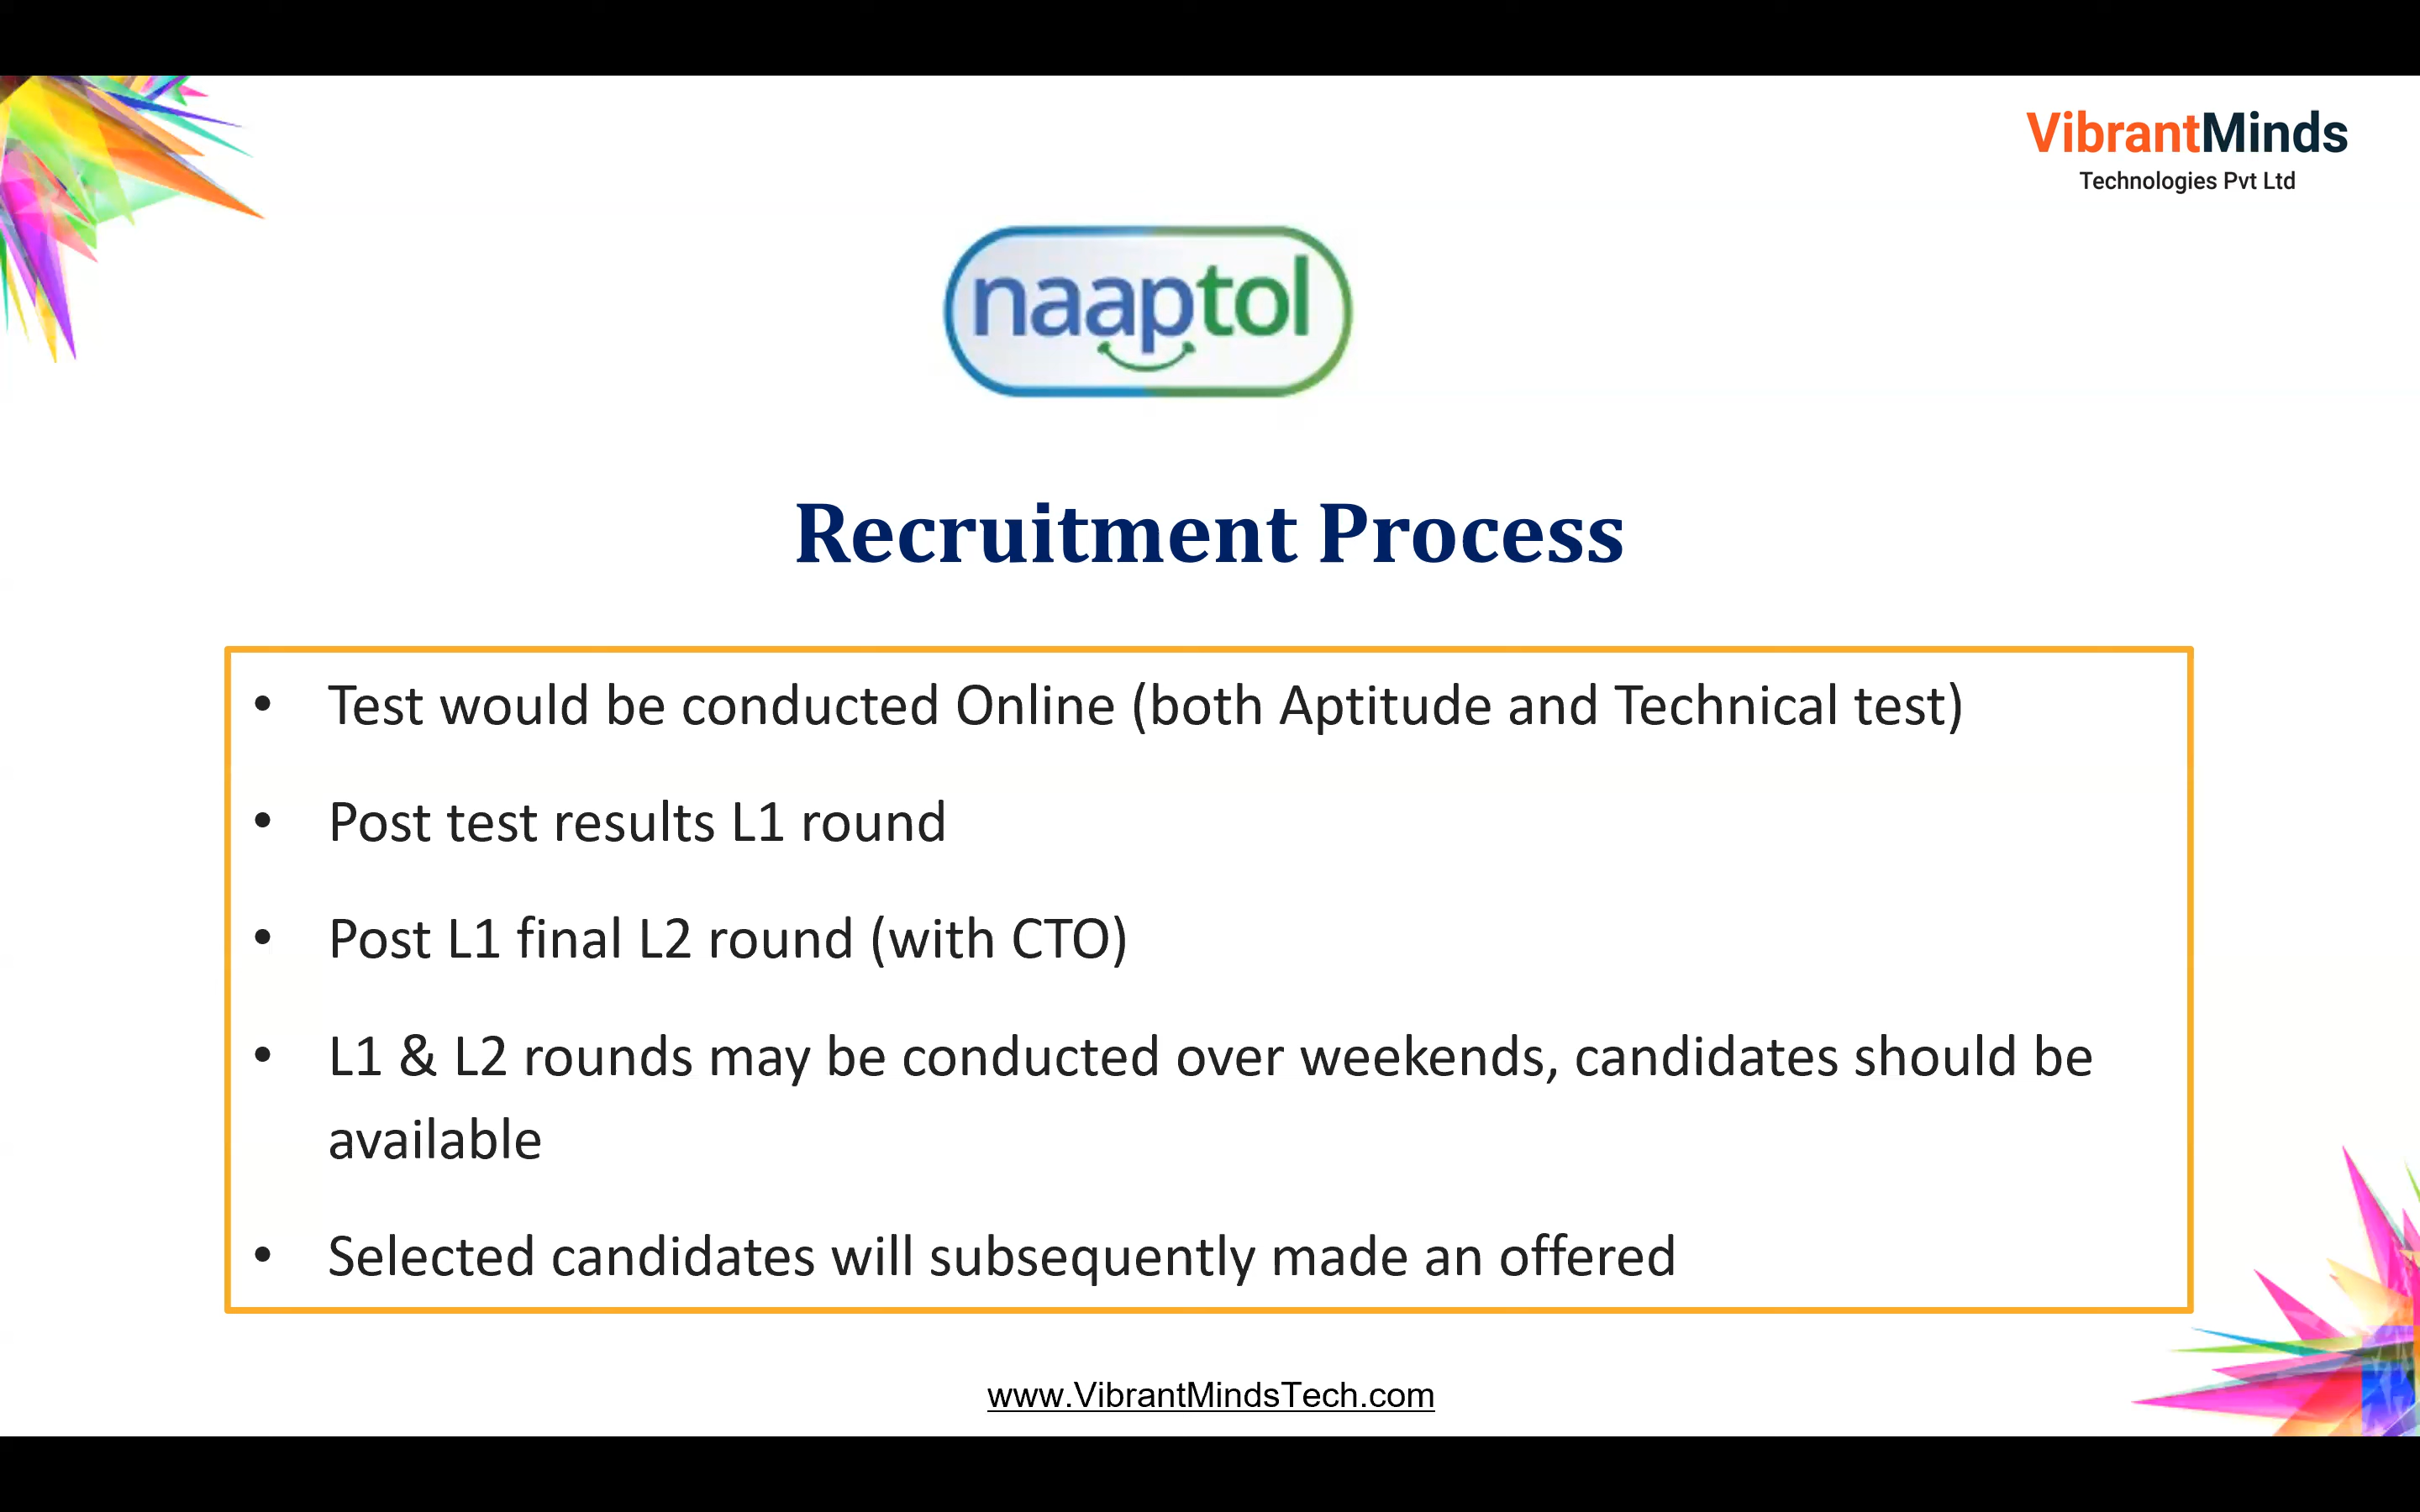 VibrantMinds
Technologies Pvt Ltd
naaptol
Recruitment Process
• Test would be conducted Online (both Aptitude and Technical test)
• Post test results L1 round
• Post L1 final L2 round (with CTO)
• L1 & L2 rounds may be conducted over weekends, candidates should be
available
• Selected candidates will subsequently made an offered
www.VibrantMindsTech.com